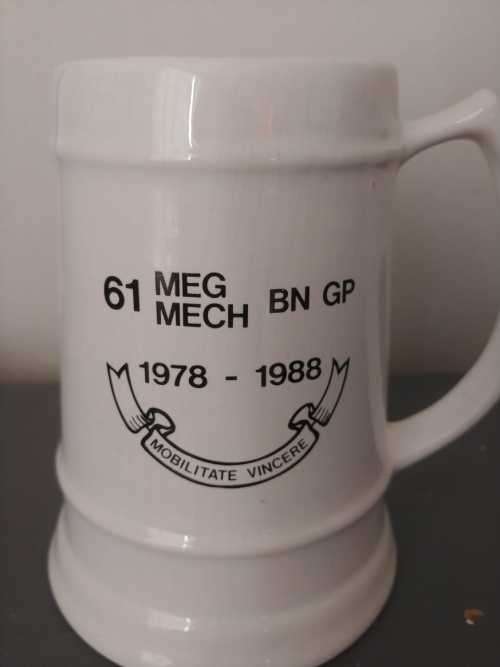 61 MEG MECH BN GP
1978 - 1988
MOBILITATE VINCERE